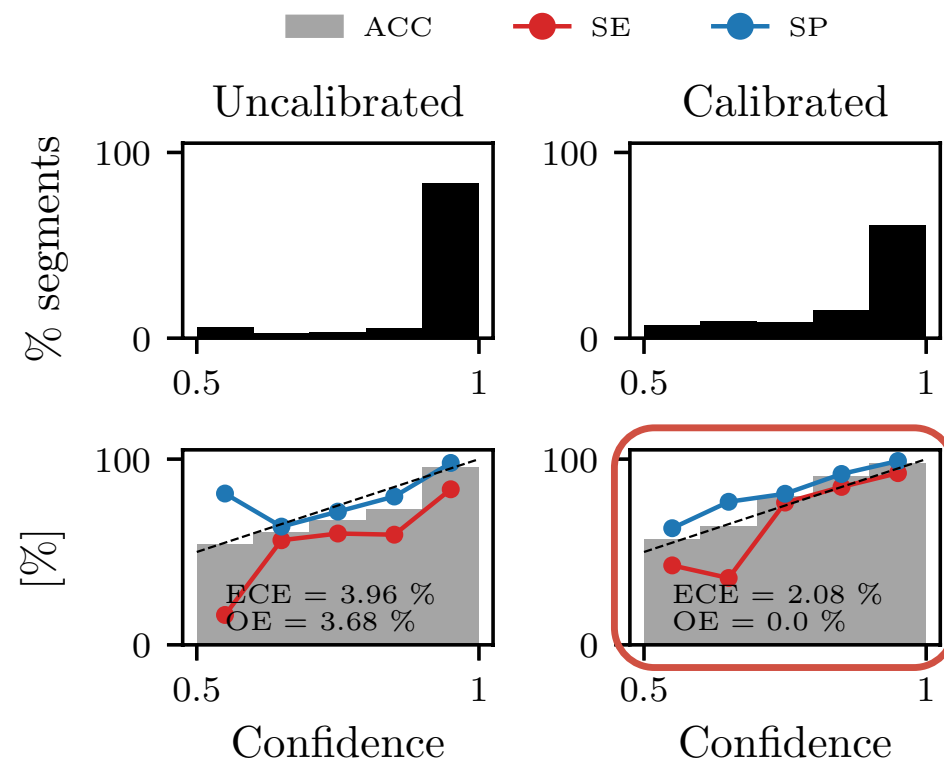 ACC SE SP
Uncalibrated Calibrated
% segments
100 100
0 0
0.5 1 0.5 1
[%]
100 100
ECE = 3.96 % ECE = 2.08 %
OE = 3.68 % OE = 0.0 %
0 0
0.5 1 0.5 1
Confidence Confidence